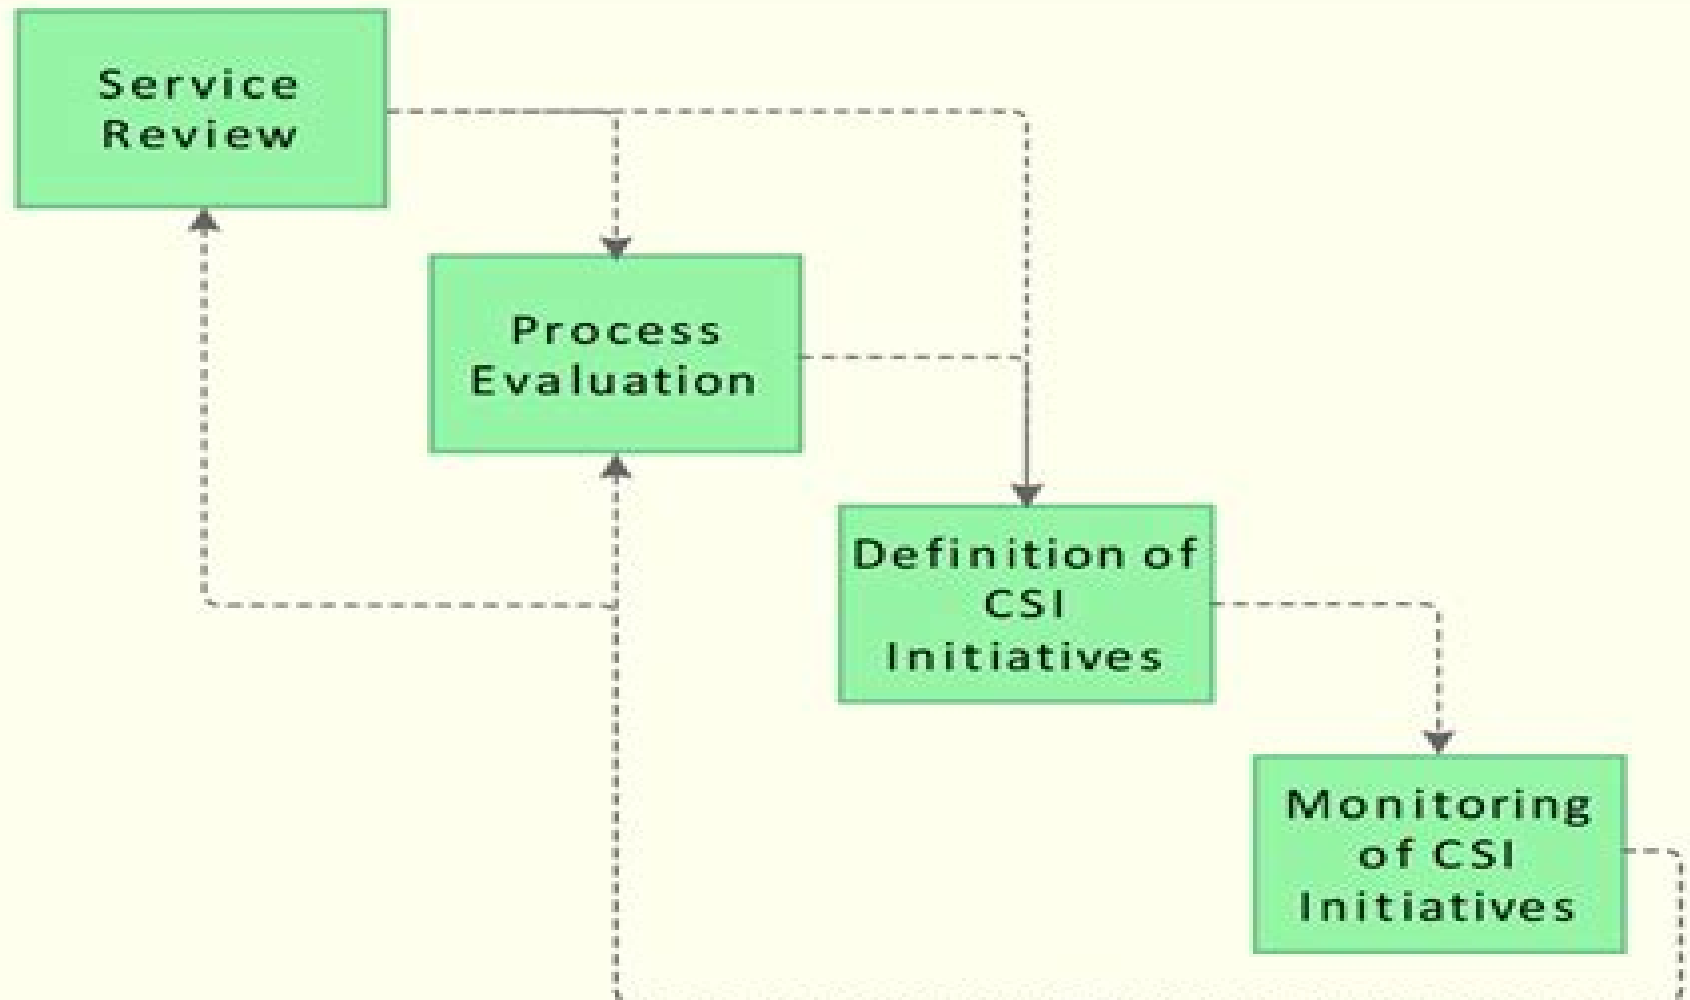 Service
Review
Process
Evaluation
Definition of
CSI
Initiatives
Monitoring
of CSI
Initiatives